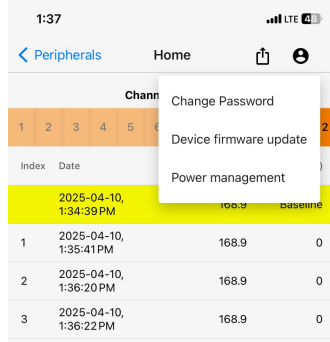 1:37 LTE 48
Peripherals Home
Chann
Change Password
1 2 3 4 5 2
Device firmware update
Index Date )
Power management
2025-04-10,
1:34:39 PM 168.9 Baseline
1 2025-04-10,
1:35:41 PM 168.9 0
2 2025-04-10,
1:36:20 PM 168.9 0
3 2025-04-10,
1:36:22 PM 168.9 0